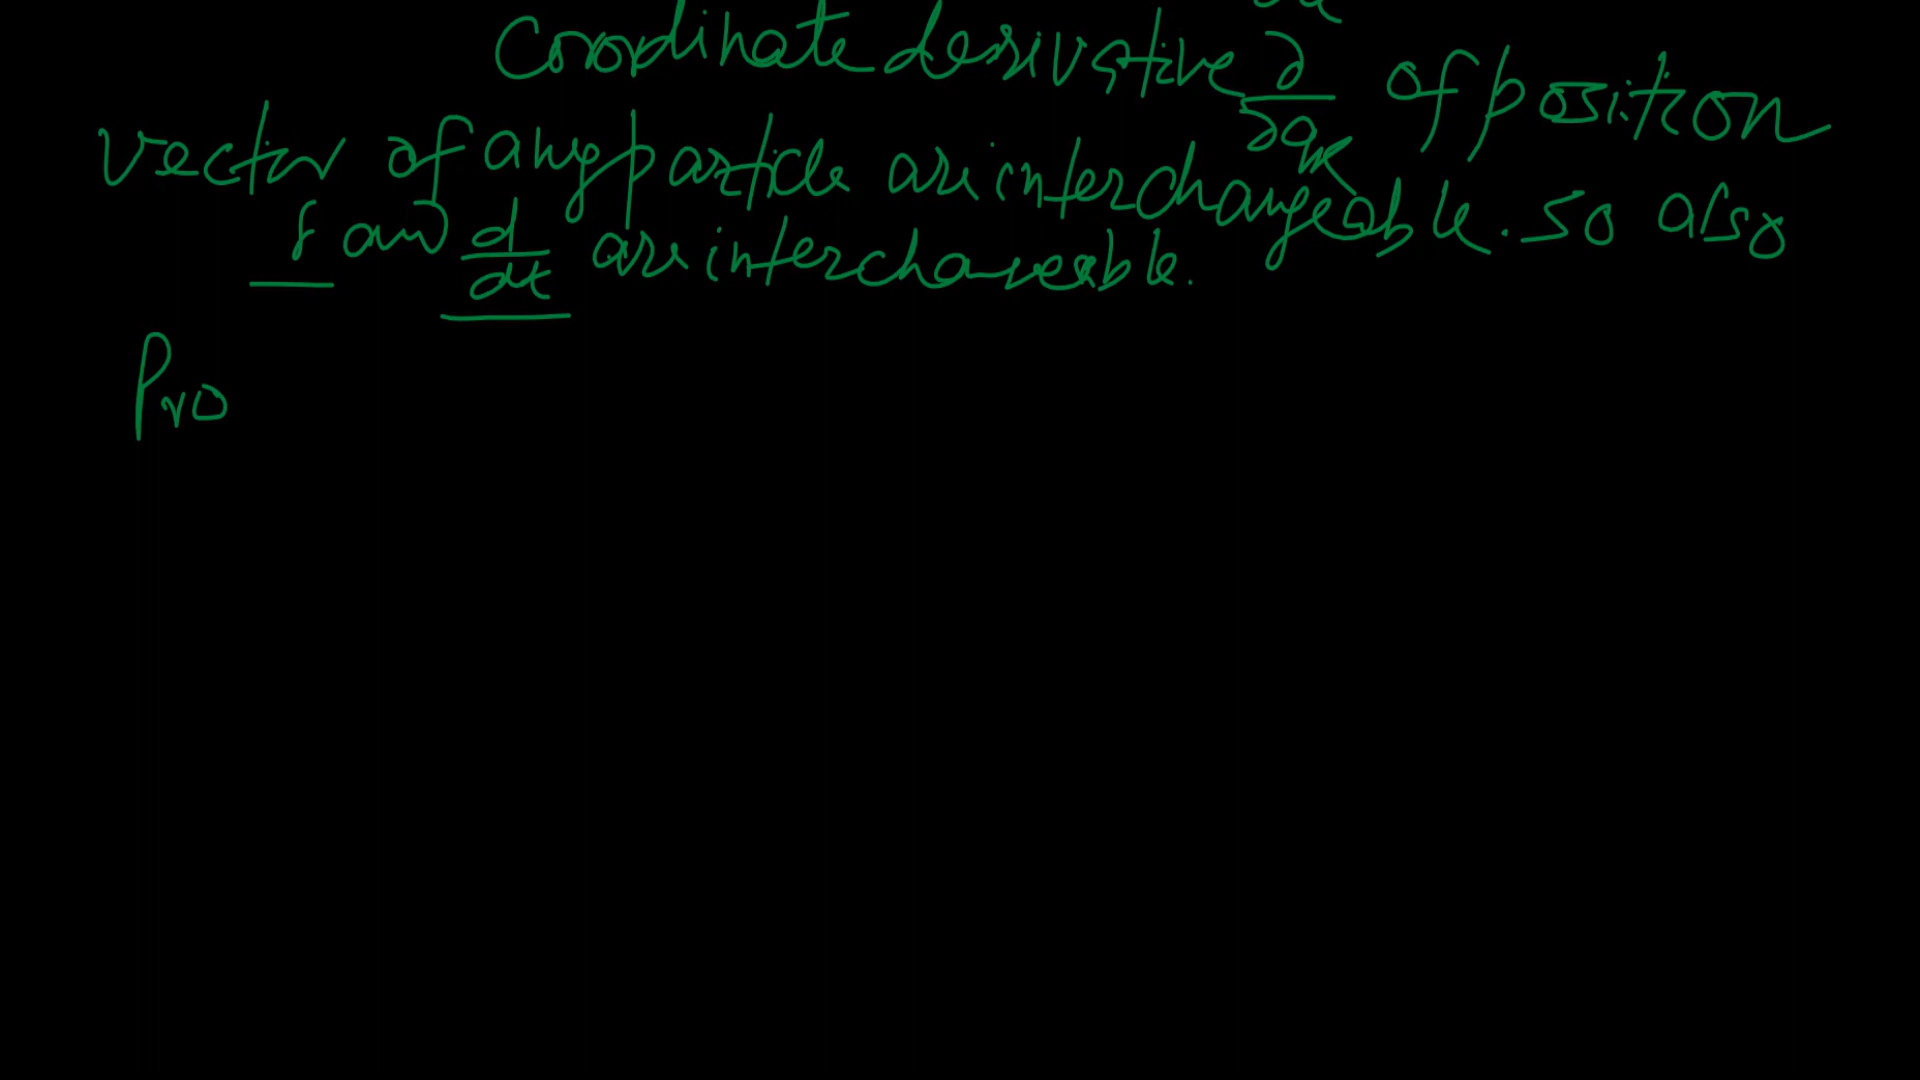 Coordinate derivative ∂/∂qk of position
vector of any particle are interchangeable. so also
δ and d/dt are interchangeable.
Pro